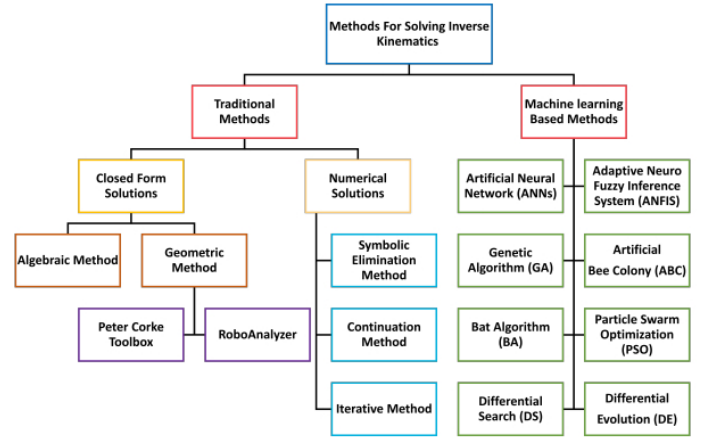 Methods For Solving Inverse
Kinematics
Traditional
Methods
Machine learning
Based Methods
Closed Form
Solutions
Numerical
Solutions
Artificial Neural
Network (ANNs)
Adaptive Neuro
Fuzzy Inference
System (ANFIS)
Algebraic Method
Geometric
Method
Symbolic
Elimination
Method
Genetic
Algorithm (GA)
Artificial
Bee Colony (ABC)
Peter Corke
Toolbox
RoboAnalyzer
Continuation
Method
Bat Algorithm
(BA)
Particle Swarm
Optimization
(PSO)
Iterative Method
Differential
Search (DS)
Differential
Evolution (DE)